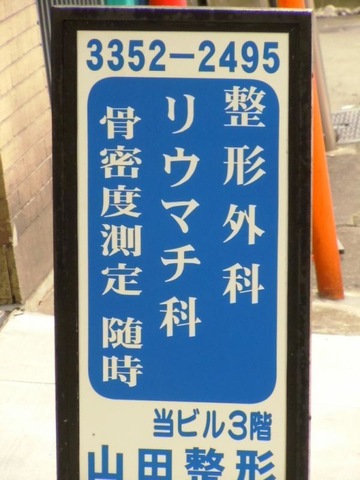 3352-2495
整形外科
リウマチ科
骨密度測定 随時
当ビル3階
山田整形